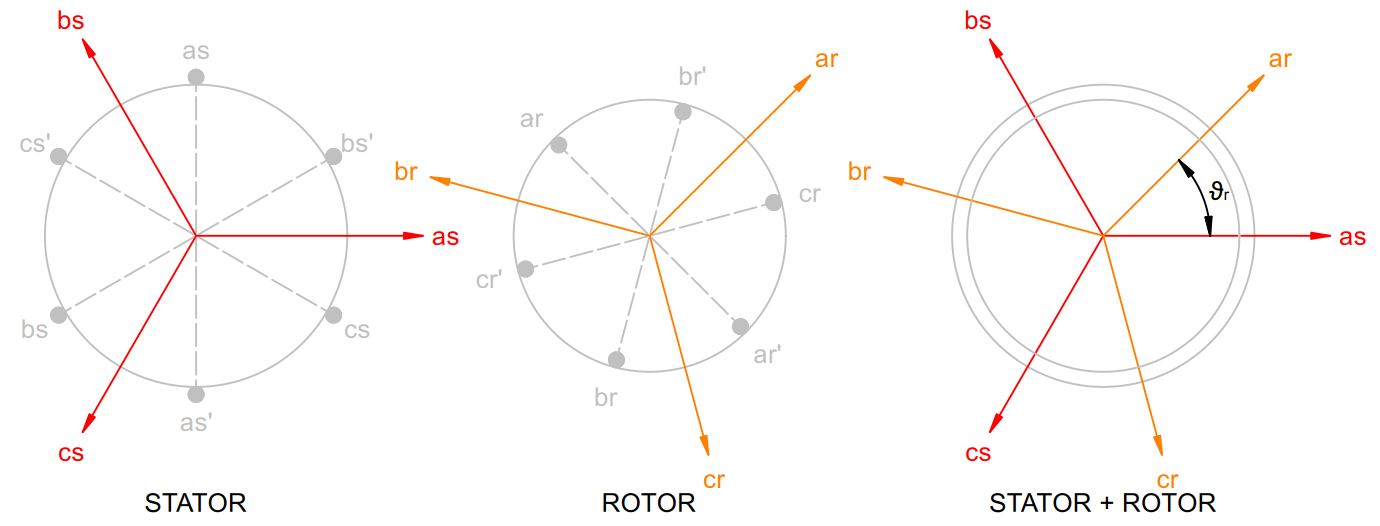 bs
as
cs'
bs'
as
bs
cs
as'
cs
STATOR
ar
br'
ar
br
cr
cr'
ar'
br
cr
ROTOR
bs
ar
br
ϑr
as
cs
cr
STATOR + ROTOR